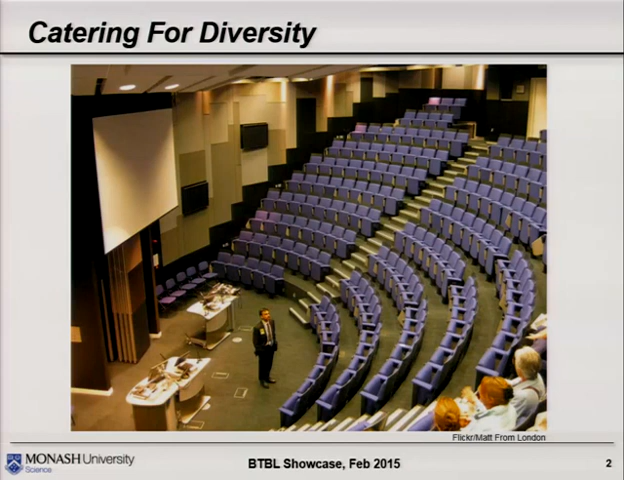 Catering For Diversity
Flickr/Matt From London
MONASH University
Science
BTBL Showcase, Feb 2015
2